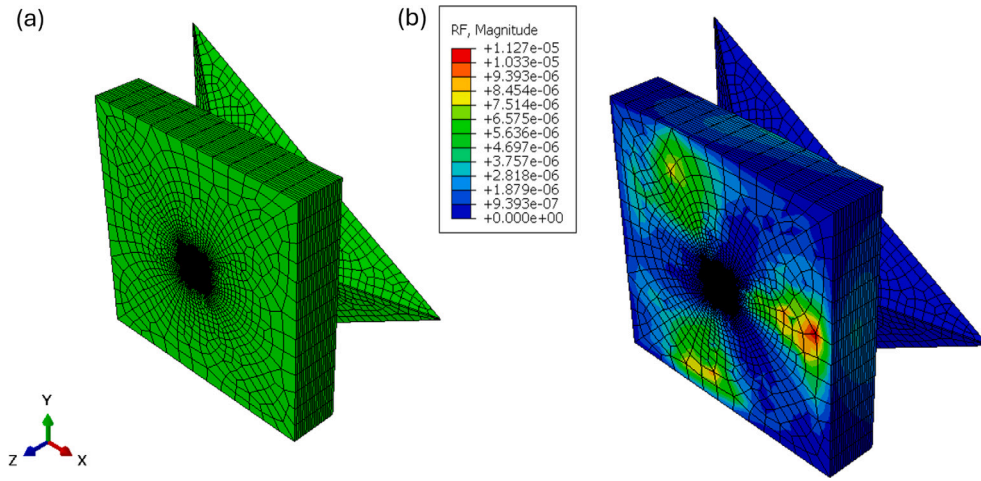 (a)
(b)
RF, Magnitude
+1.127e-05
+1.033e-05
+9.393e-06
+8.454e-06
+7.514e-06
+6.575e-06
+5.636e-06
+4.697e-06
+3.757e-06
+2.818e-06
+1.879e-06
+9.393e-07
+0.000e+00
Y
Z
X